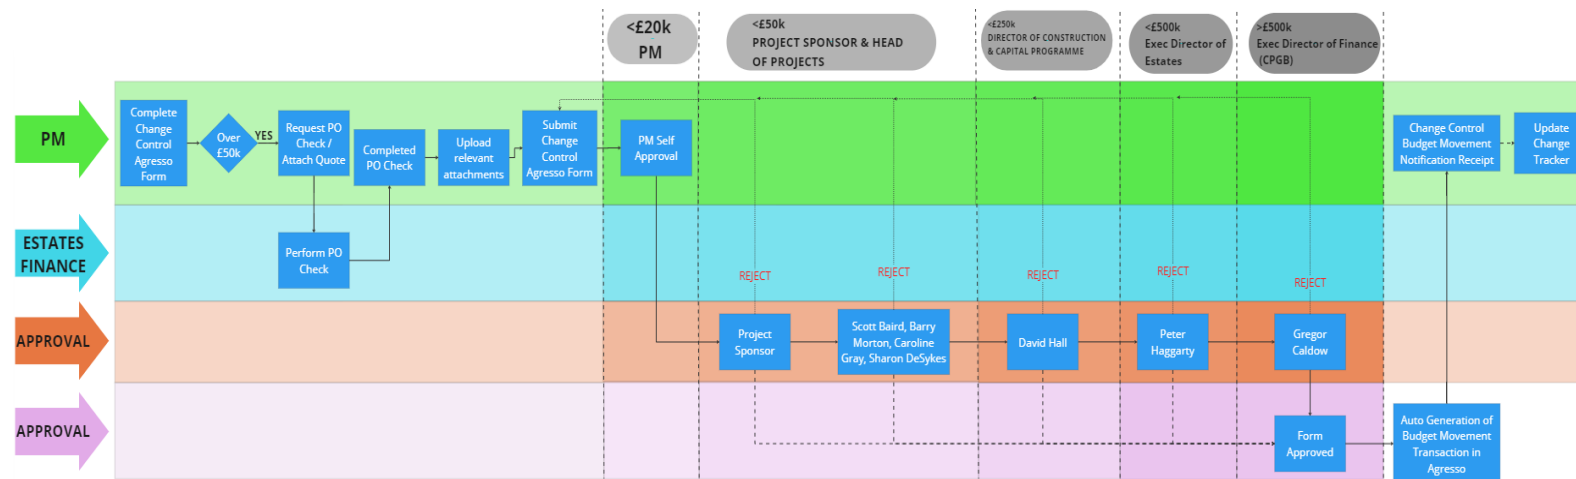 <£20k
PM
<£50k
PROJECT SPONSOR & HEAD
OF PROJECTS
<£250k
DIRECTOR OF CONSTRUCTION
& CAPITAL PROGRAMME
<£500k
Exec Director of
Estates
>£500k
Exec Director of Finance
(CPGB)
PM
Complete
Change
Control
Agresso
Form
Over
£50k
YES
Request PO
Check /
Attach Quote
Completed
PO Check
Upload
relevant
attachments
Submit
Change
Control
Agresso Form
PM Self
Approval
Change Control
Budget Movement
Notification Receipt
Update
Change
Tracker
ESTATES
FINANCE
Perform PO
Check
REJECT
REJECT
REJECT
REJECT
REJECT
APPROVAL
Project
Sponsor
Scott Baird, Barry
Morton, Caroline
Gray, Sharon DeSykes
David Hall
Peter
Haggarty
Gregor
Caldow
APPROVAL
Form
Approved
Auto Generation of
Budget Movement
Transaction in
Agresso